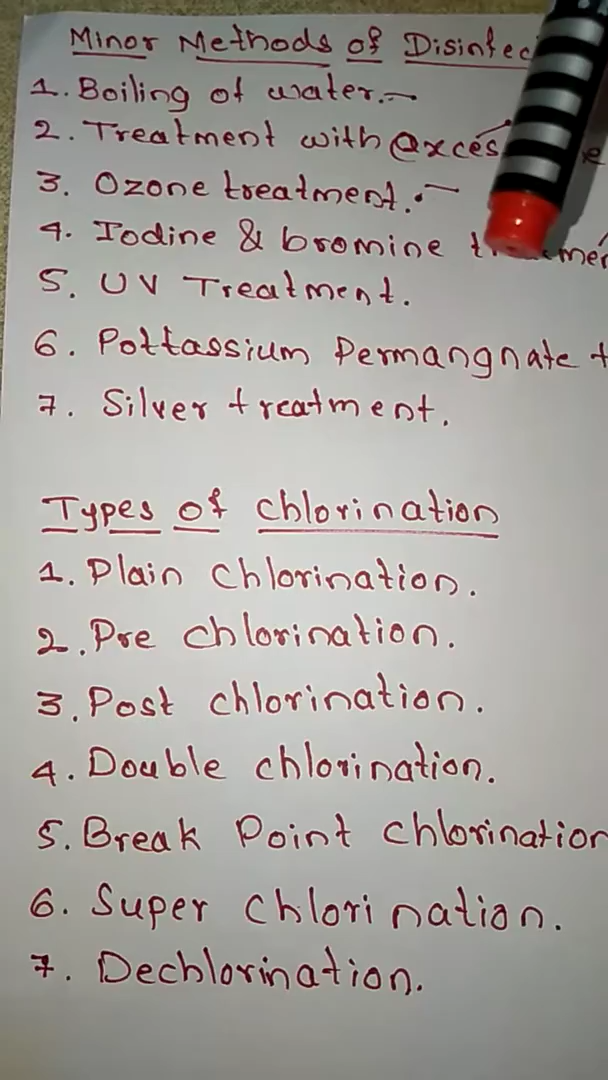 Minor Methods of Disinfec
1. Boiling of water.
2. Treatment with excess
3. Ozone treatment.
4. Iodine & bromine
5. UV Treatment.
6. Pottassium Permangnate t
7. Silver treatment.
Types of chlorination
1. Plain chlorination.
2. Pre chlorination.
3. Post chlorination.
4. Double chlorination.
5. Break Point chlorination
6. Super chlorination.
7. Dechlorination.